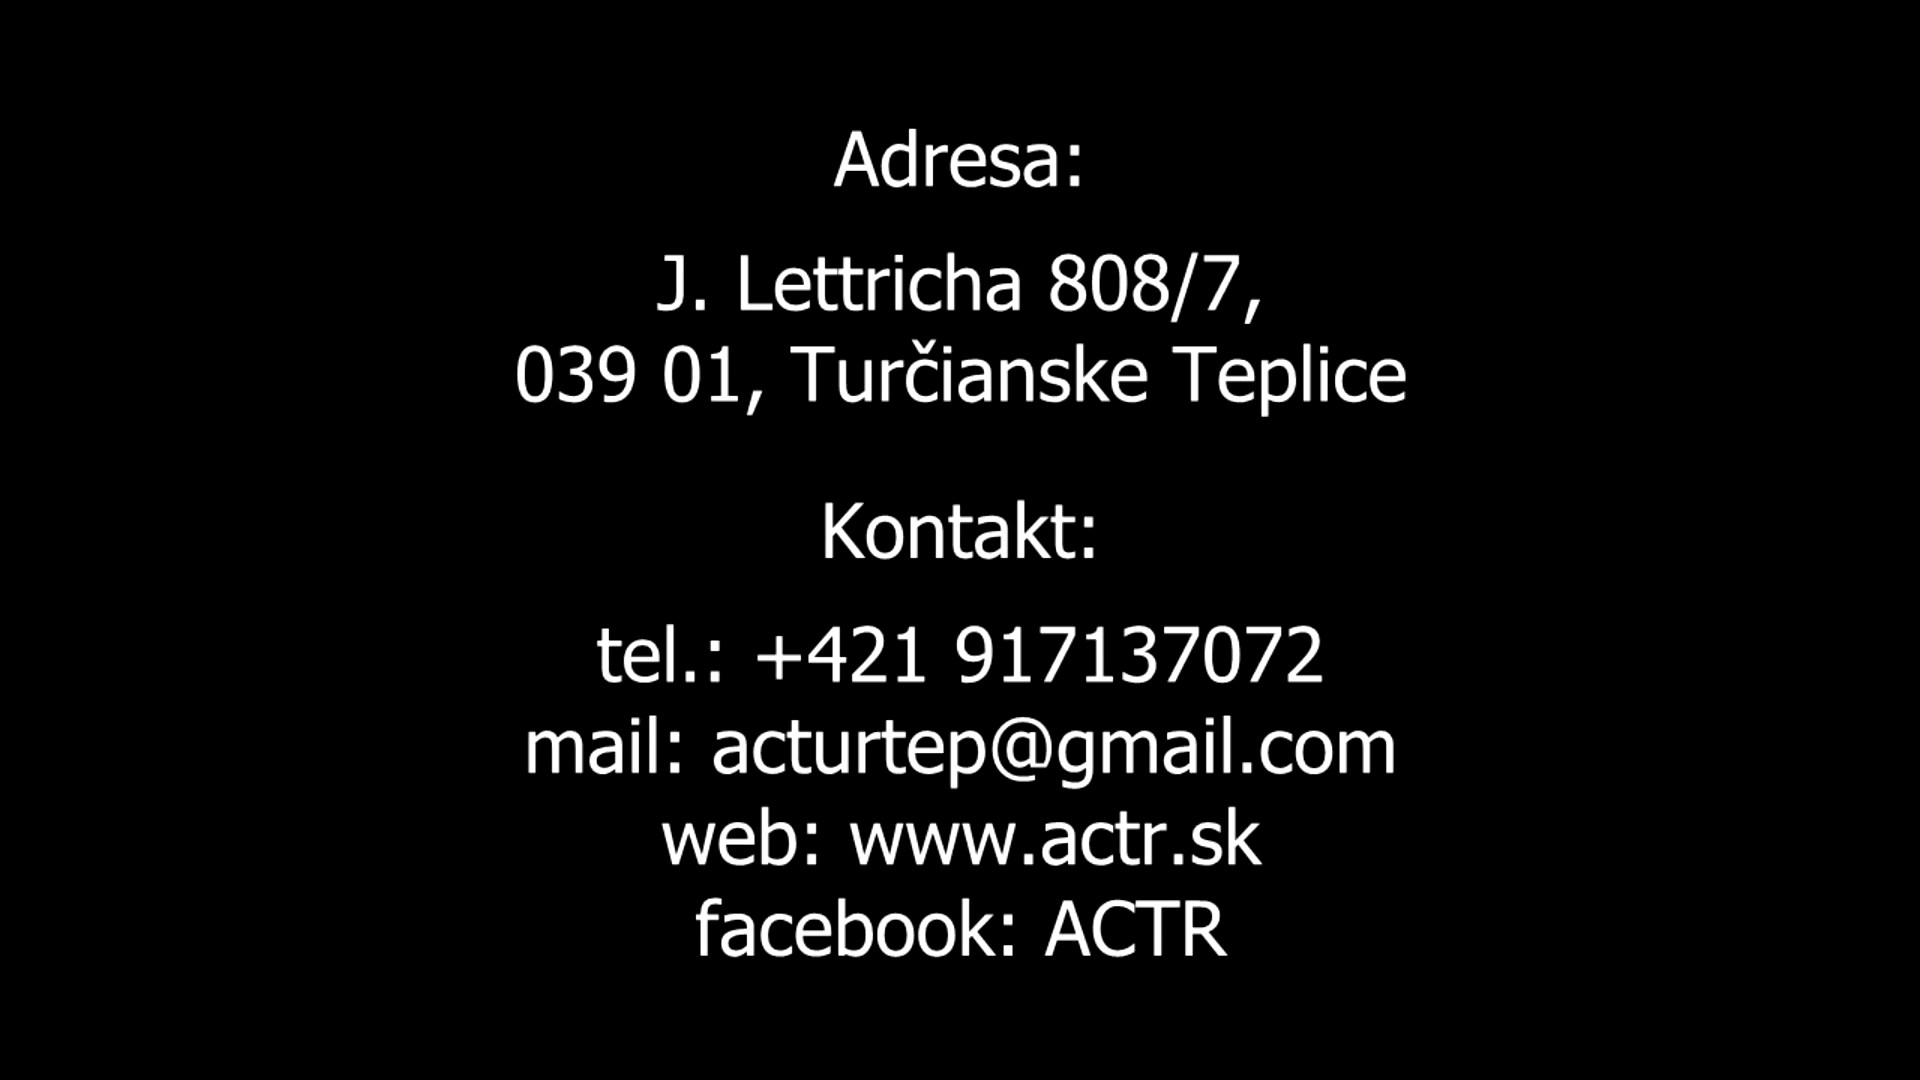 Adresa:
J. Lettricha 808/7,
039 01, Turčianske Teplice
Kontakt:
tel.: +421 917137072
mail: acturtep@gmail.com
web: www.actr.sk
facebook: ACTR